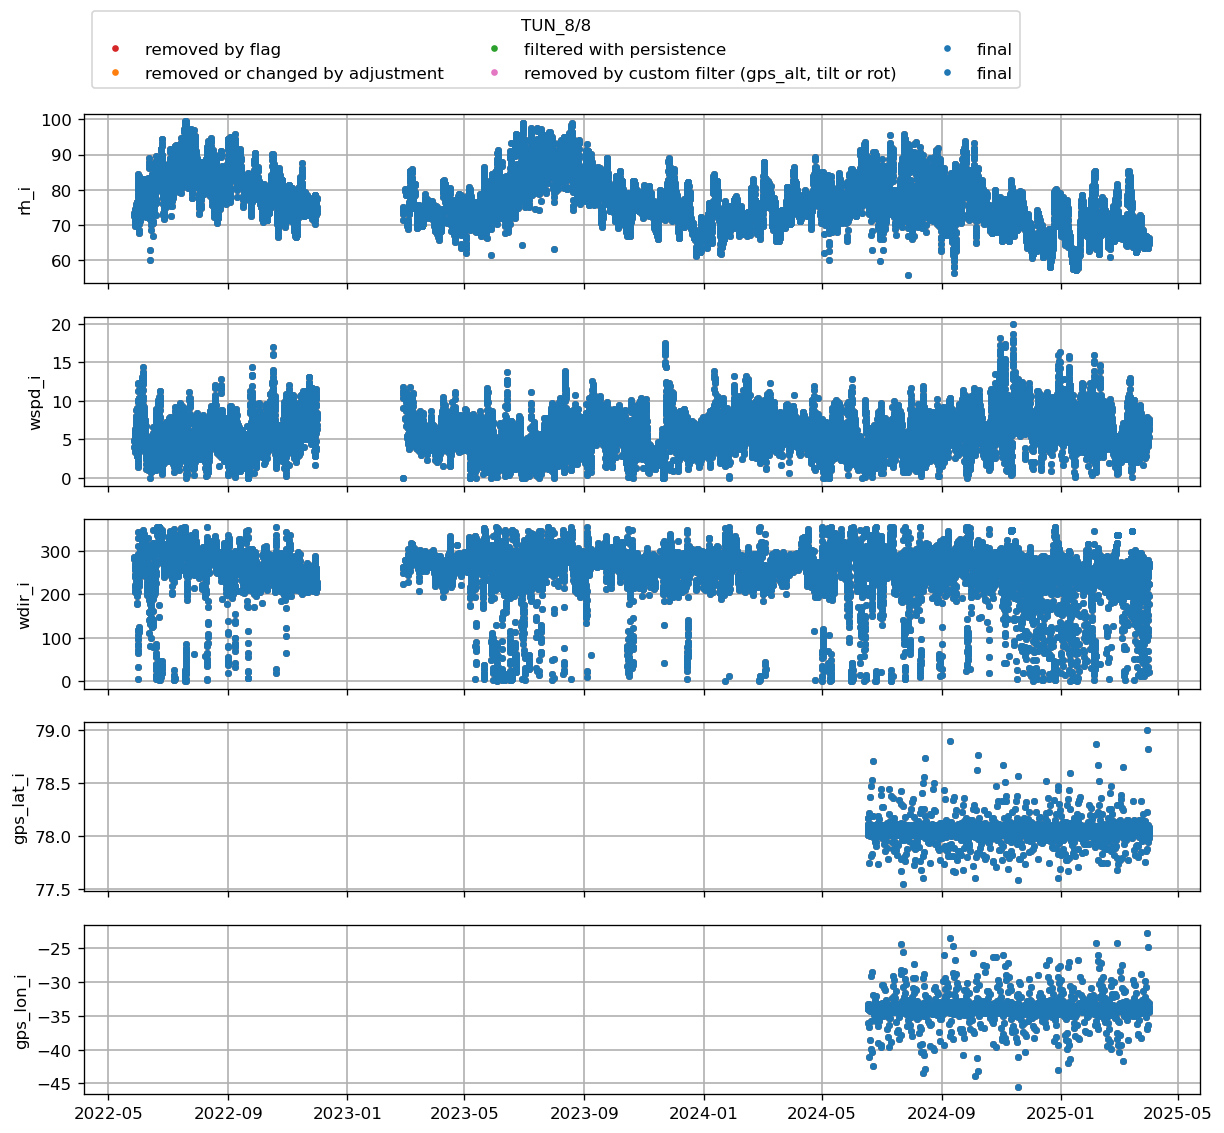 TUN_8/8
removed by flag
filtered with persistence
final
removed or changed by adjustment
removed by custom filter (gps_alt, tilt or rot)
final
100
90
80
70
60
rh_i
20
15
10
5
0
wspd_i
300
200
100
0
wdir_i
79.0
78.5
78.0
77.5
gps_lat_i
−25
−30
−35
−40
−45
gps_lon_i
2022-05 2022-09 2023-01 2023-05 2023-09 2024-01 2024-05 2024-09 2025-01 2025-05